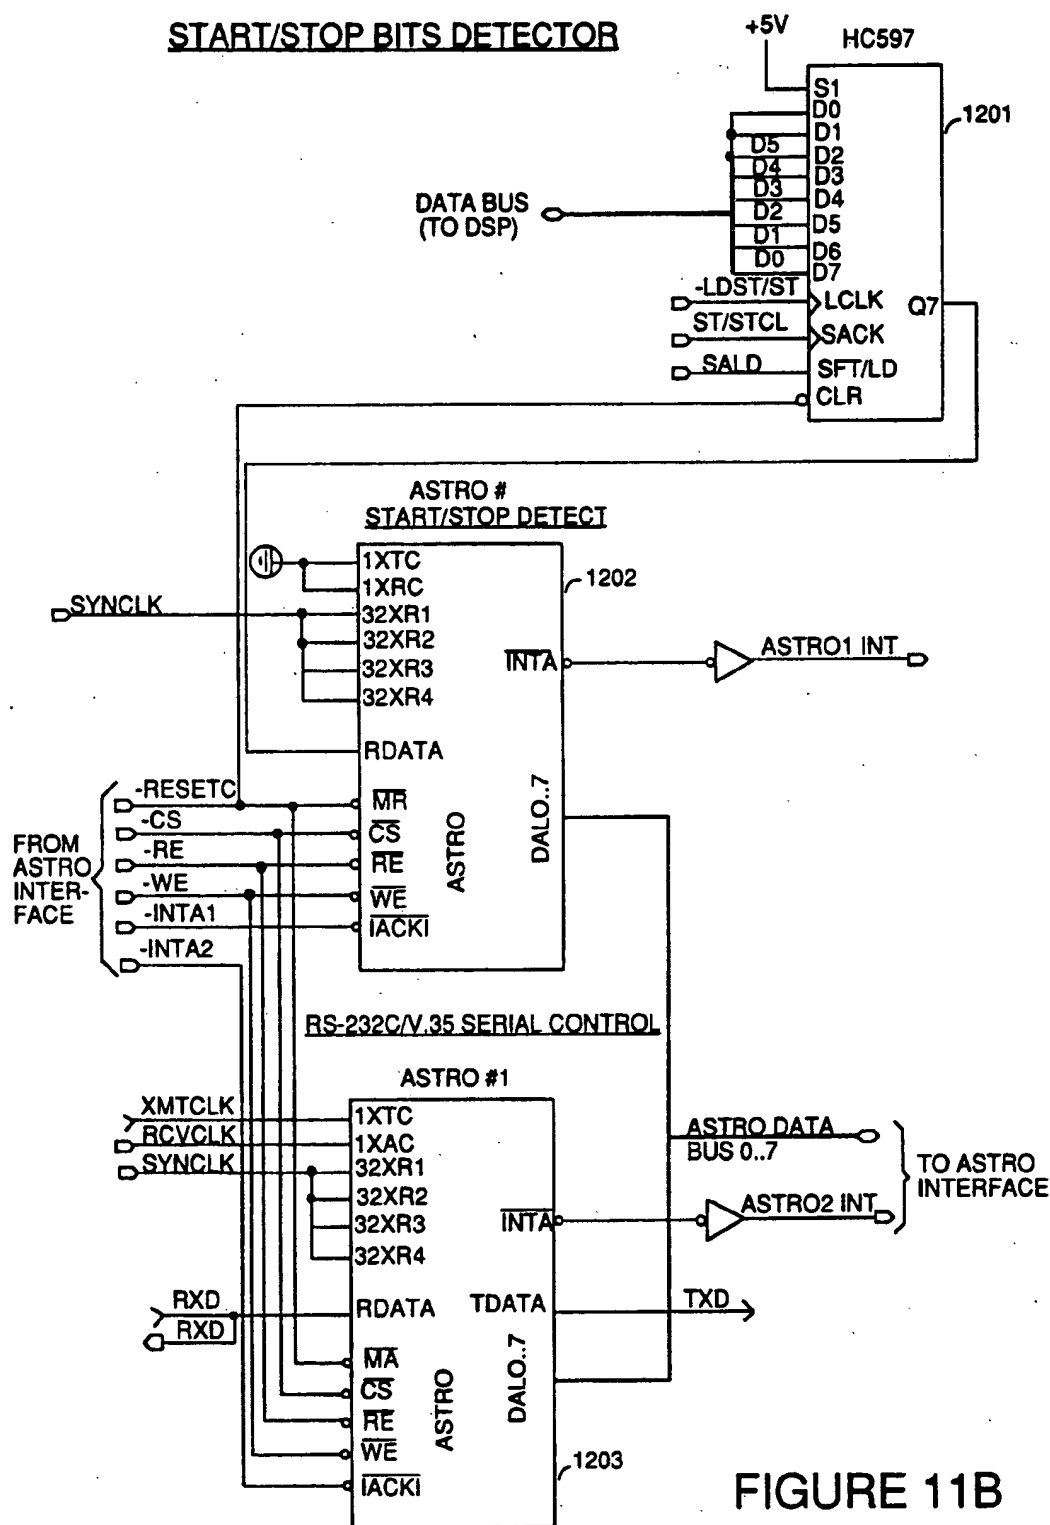 START/STOP BITS DETECTOR
+5V
HC597
1201
S1
D0
D1
D2
D3
D4
D5
D6
D7
D5
D4
D3
D2
D1
D0
DATA BUS
(TO DSP)
-LDST/ST
LCLK
Q7
ST/STCL
SACK
SALD
SFT/LD
CLR
ASTRO #
START/STOP DETECT
1202
1XTC
1XRC
SYNCLK
32XR1
32XR2
32XR3
32XR4
INTA
ASTRO1 INT
RDATA
FROM
ASTRO
INTER-
FACE
-RESETC
-CS
-RE
-WE
-INTA1
-INTA2
MR
CS
RE
WE
IACKI
ASTRO
DALO..7
RS-232C/V.35 SERIAL CONTROL
ASTRO #1
XMTCLK
RCVCLK
SYNCLK
1XTC
1XAC
32XR1
32XR2
32XR3
32XR4
INTA
ASTRO DATA
BUS 0..7
ASTRO2 INT
TO ASTRO
INTERFACE
RXD
RXD
RDATA
TDATA
TXD
MA
CS
RE
WE
IACKI
ASTRO
DALO..7
1203
FIGURE 11B